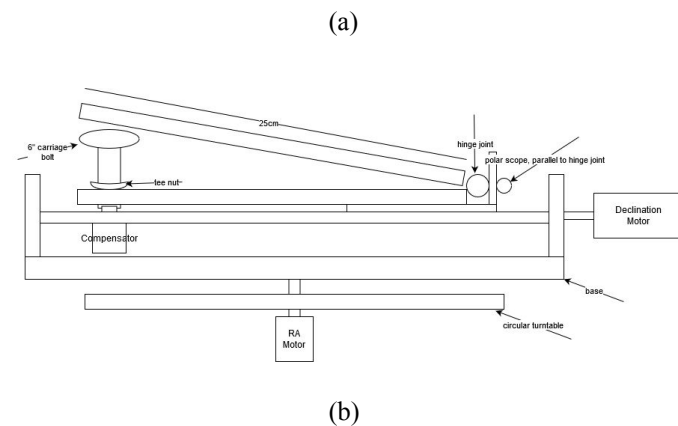 (a)
25cm
hinge joint
6" carriage
bolt
polar scope, parallel to hinge joint
tee nut
Declination
Motor
Compensator
base
circular turntable
RA
Motor
(b)